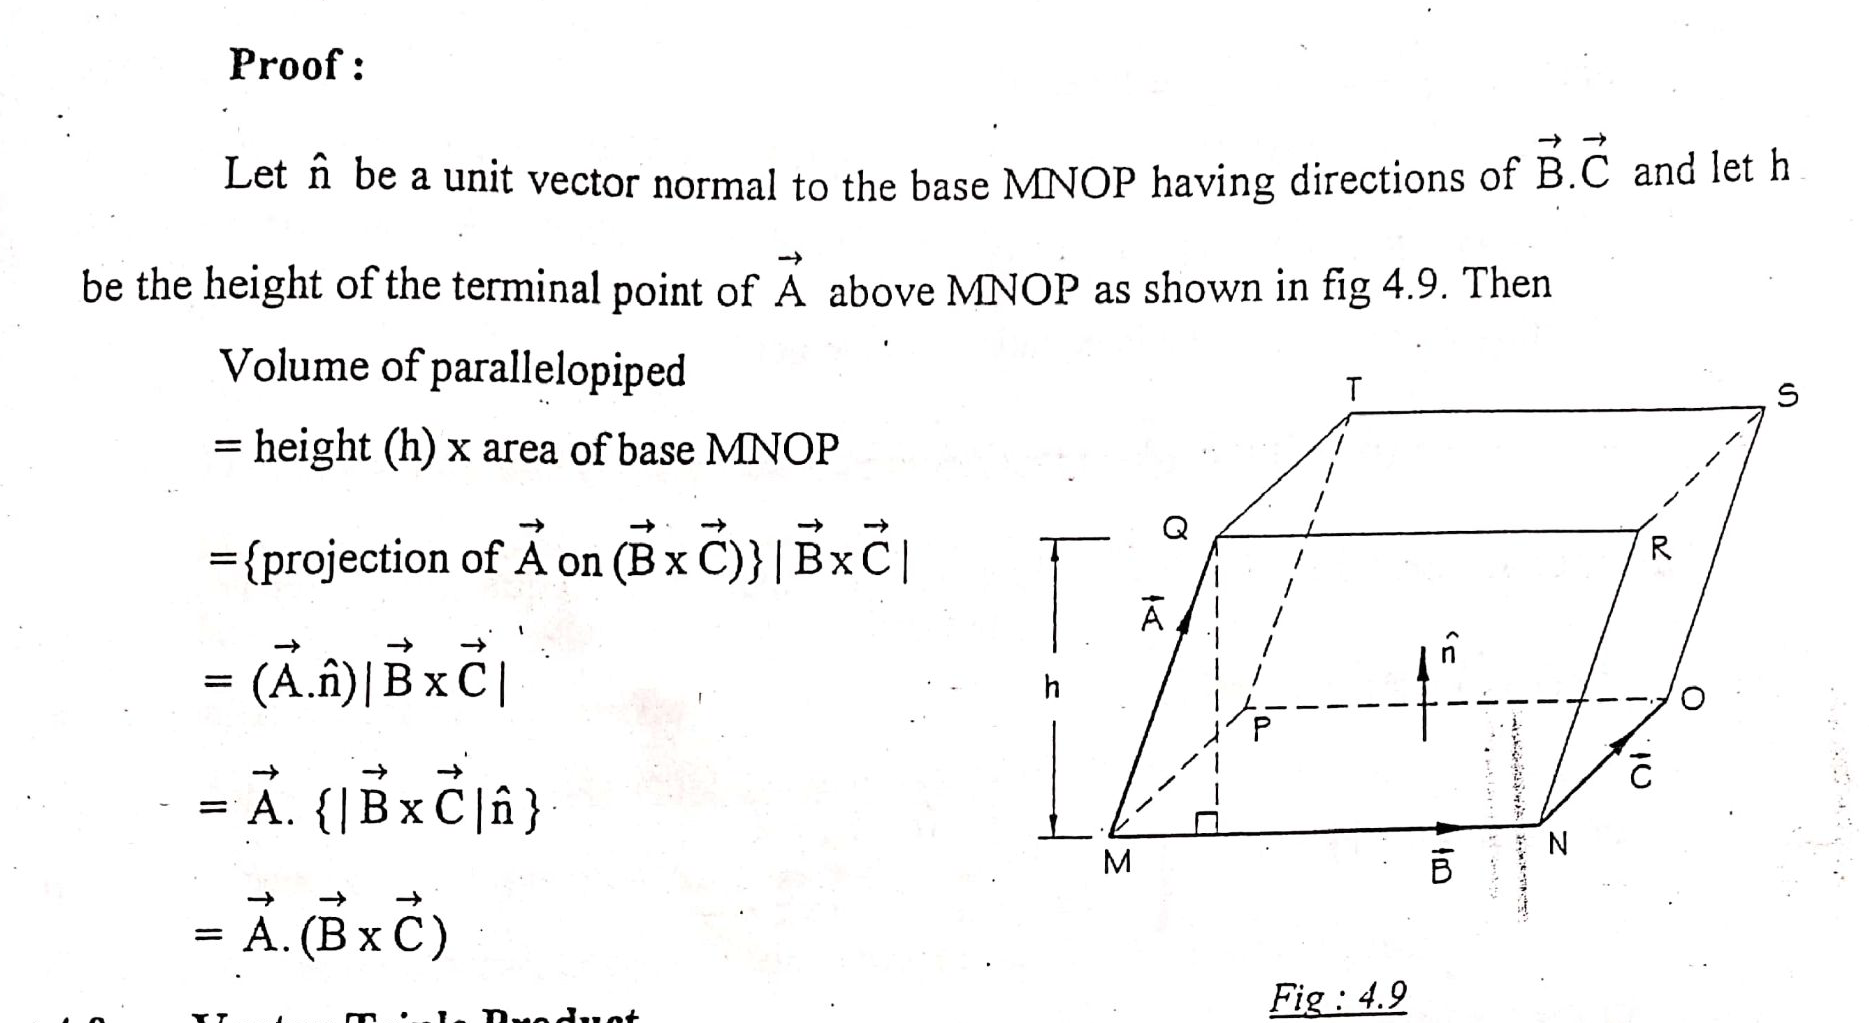 Proof :
Let n̂ be a unit vector normal to the base MNOP having directions of B⃗.C⃗ and let h
be the height of the terminal point of A⃗ above MNOP as shown in fig 4.9. Then
Volume of parallelopiped
= height (h) x area of base MNOP
={projection of A⃗ on (B⃗ x C⃗)}| B⃗xC⃗ |
= (A⃗.n̂)| B⃗ x C⃗ |
= A⃗. {| B⃗ x C⃗ |n̂}
= A⃗.(B⃗ x C⃗)
T
S
Q
R
A⃗
n̂
h
P
O
C⃗
M
B⃗
N
Fig : 4.9